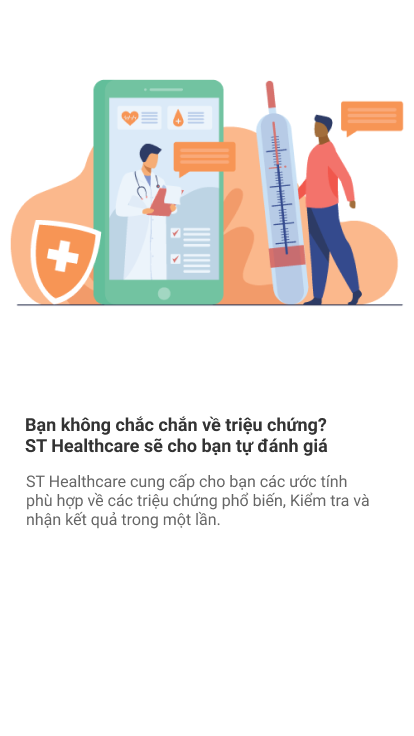 Bạn không chắc chắn về triệu chứng?
ST Healthcare sẽ cho bạn tự đánh giá
ST Healthcare cung cấp cho bạn các ước tính
phù hợp về các triệu chứng phổ biến, Kiểm tra và
nhận kết quả trong một lần.